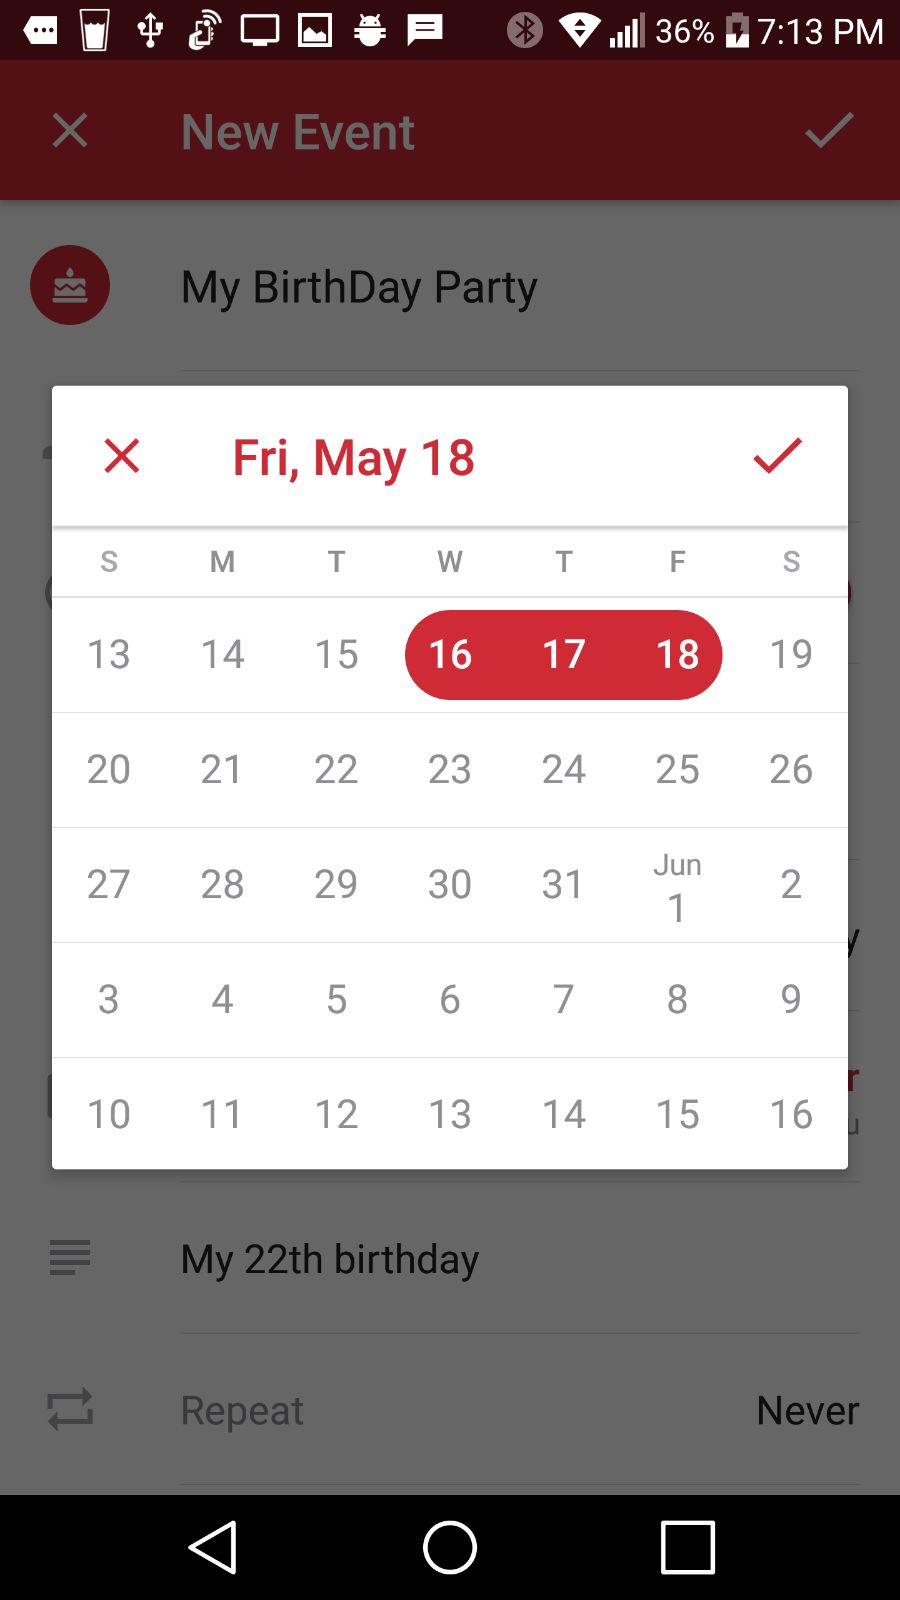 36% 7:13 PM
New Event
My BirthDay Party
Fri, May 18
S M T W T F S
13 14 15 16 17 18 19
20 21 22 23 24 25 26
27 28 29 30 31 Jun 1 2
3 4 5 6 7 8 9
10 11 12 13 14 15 16
My 22th birthday
Repeat Never